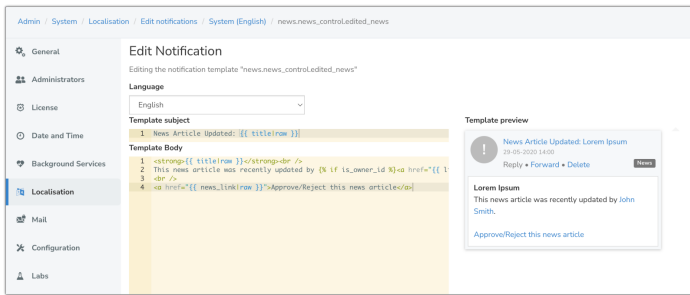 Admin / System / Localisation / Edit notifications / System (English) / news.news_control.edited_news
General
Administrators
License
Date and Time
Background Services
Localisation
Mail
Configuration
Labs
Edit Notification
Editing the notification template "news.news_control.edited_news"
Language
English
Template subject
1 News Article Updated: {{ title|raw }}
Template Body
1 <strong>{{ title|raw }}</strong><br />
2 This news article was recently updated by {% if is_owner_id %}<a href="{{ l
3 <br />
4 <a href="{{ news_link|raw }}">Approve/Reject this news article</a>
Template preview
News Article Updated: Lorem Ipsum
29-05-2020 14:00
Reply • Forward • Delete
News
Lorem Ipsum
This news article was recently updated by John
Smith.
Approve/Reject this news article